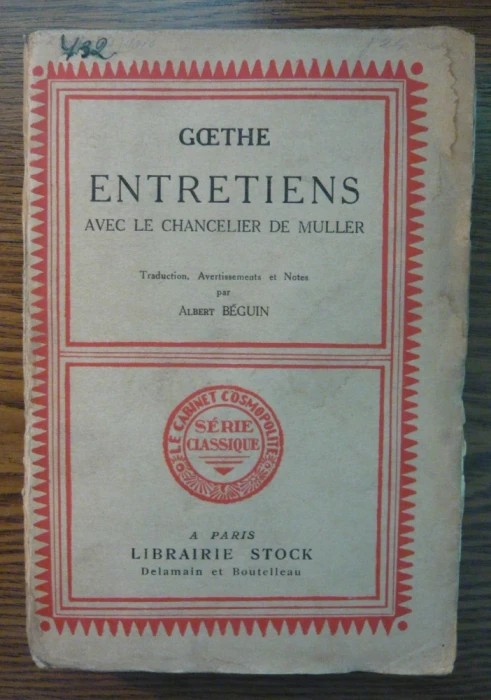 432
GŒTHE
ENTRETIENS
AVEC LE CHANCELIER DE MULLER
Traduction, Avertissements et Notes
par
ALBERT BÉGUIN
LE CABINET COSMOPOLITE
SÉRIE
CLASSIQUE
A PARIS
LIBRAIRIE STOCK
Delamain et Boutelleau